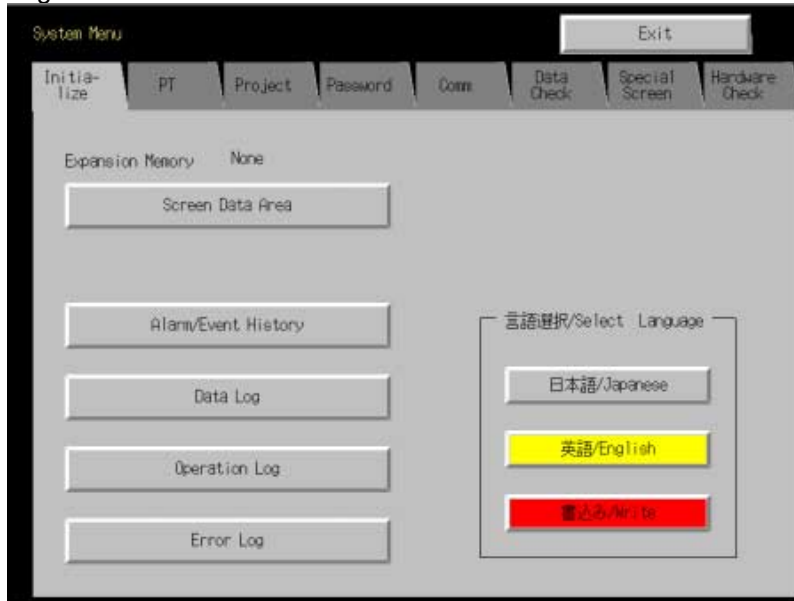 System Menu
Exit
Initia-
lize
PT
Project
Password
Comm
Data
Check
Special
Screen
Hardware
Check
Expansion Memory None
Screen Data Area
Alarm/Event History
Data Log
Operation Log
Error Log
言語選択/Select Language
日本語/Japanese
英語/English
書込み/Write